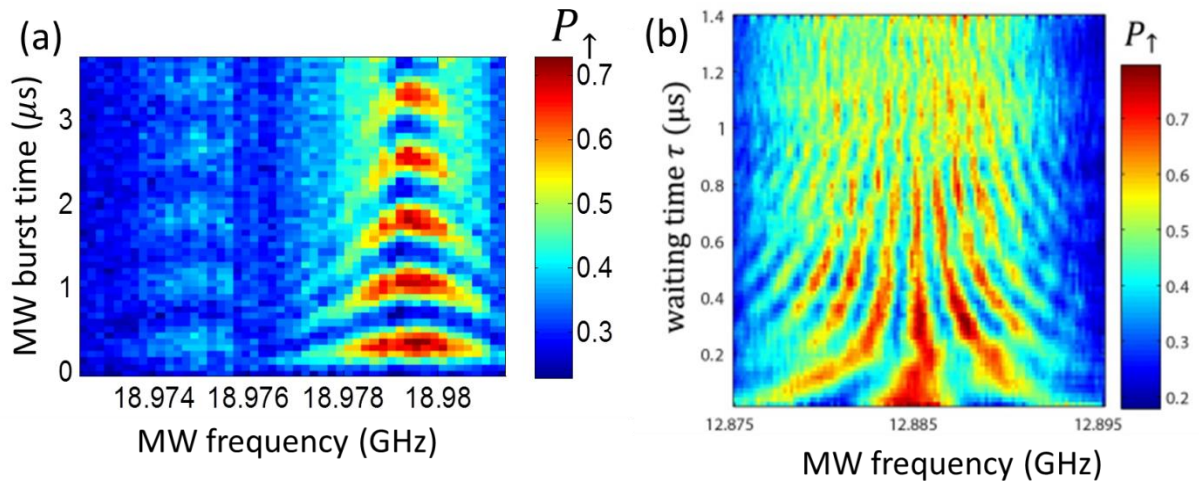 (a)
P↑
MW burst time (μs)
3
2
1
0
18.974 18.976 18.978 18.98
MW frequency (GHz)
0.7
0.6
0.5
0.4
0.3
(b)
P↑
waiting time τ (μs)
1.4
1.2
1
0.8
0.6
0.4
0.2
12.875 12.885 12.895
MW frequency (GHz)
0.7
0.6
0.5
0.4
0.3
0.2